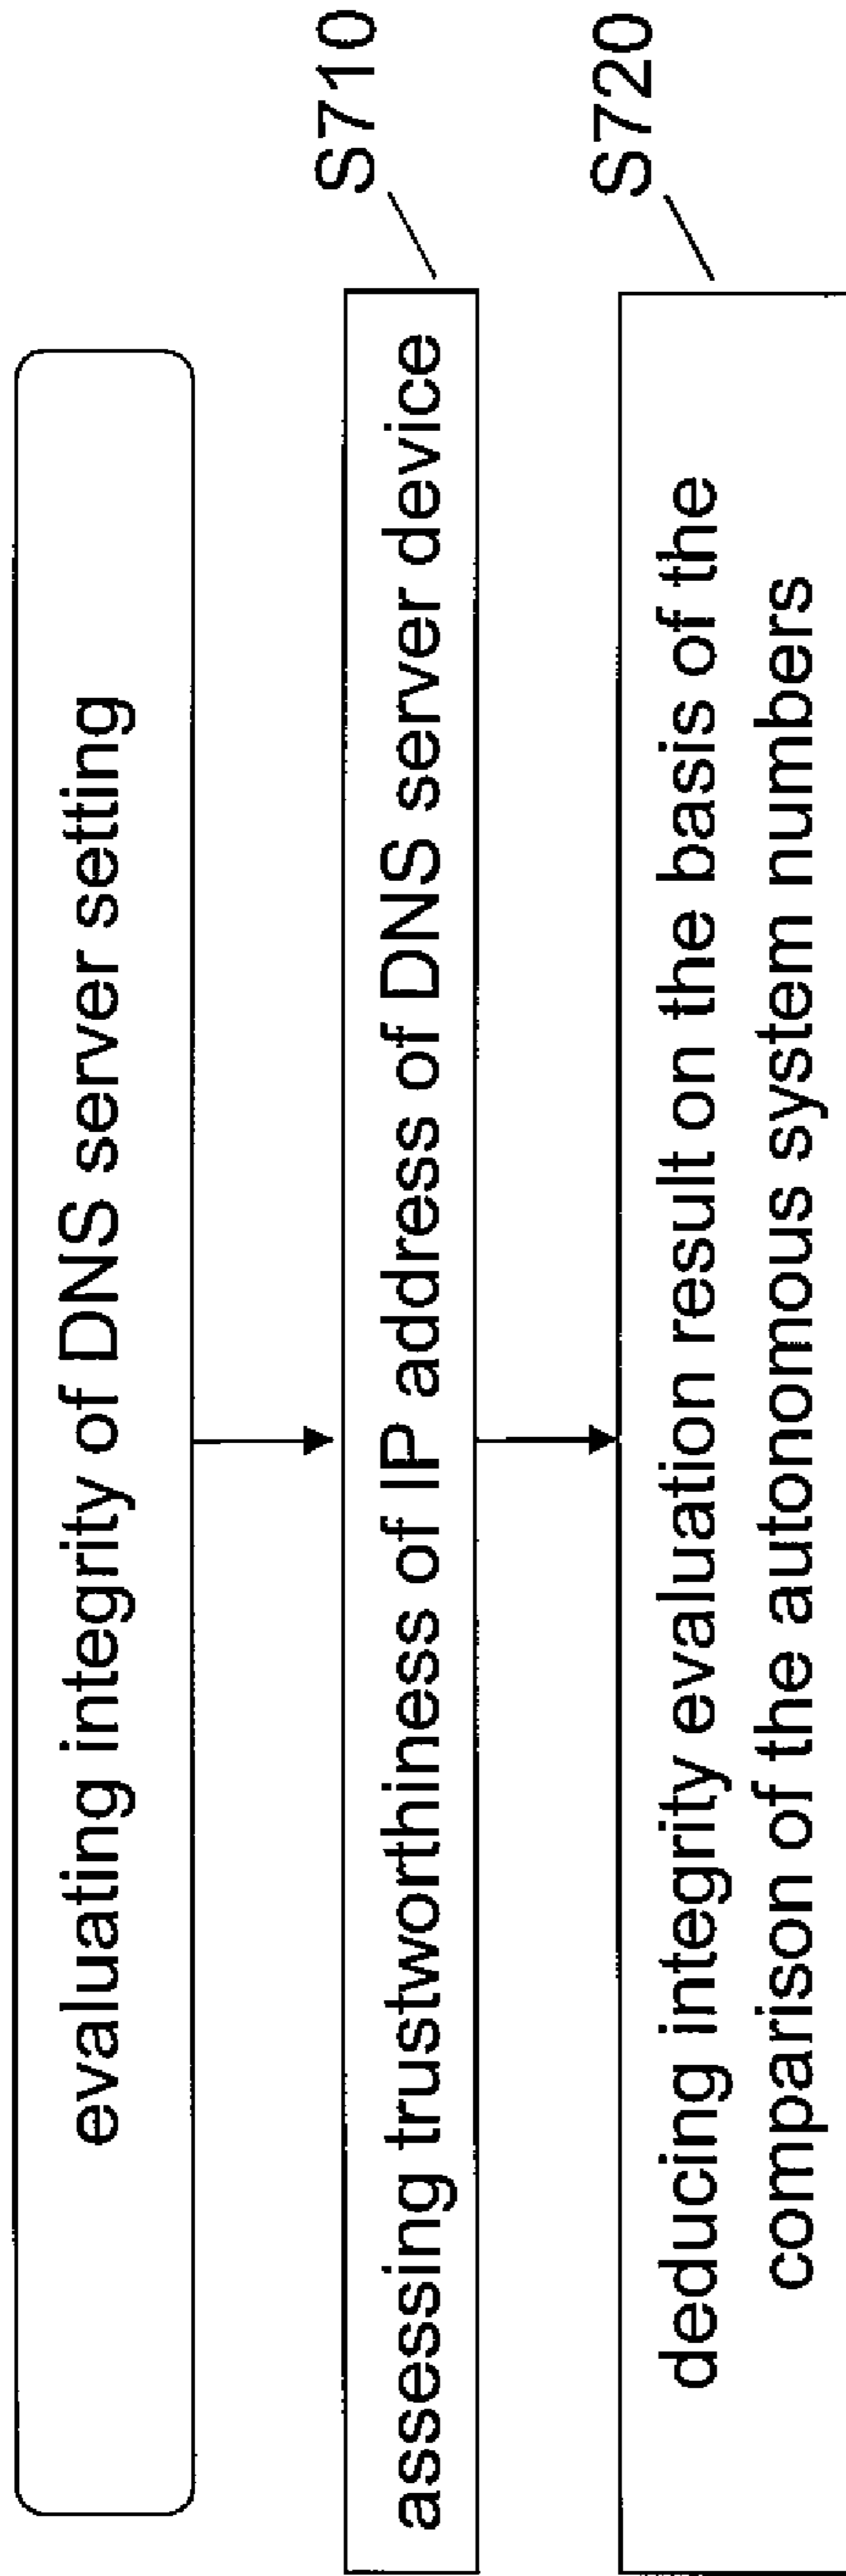 evaluating integrity of DNS server setting
S710
assessing trustworthiness of IP address of DNS server device
S720
deducing integrity evaluation result on the basis of the
comparison of the autonomous system numbers